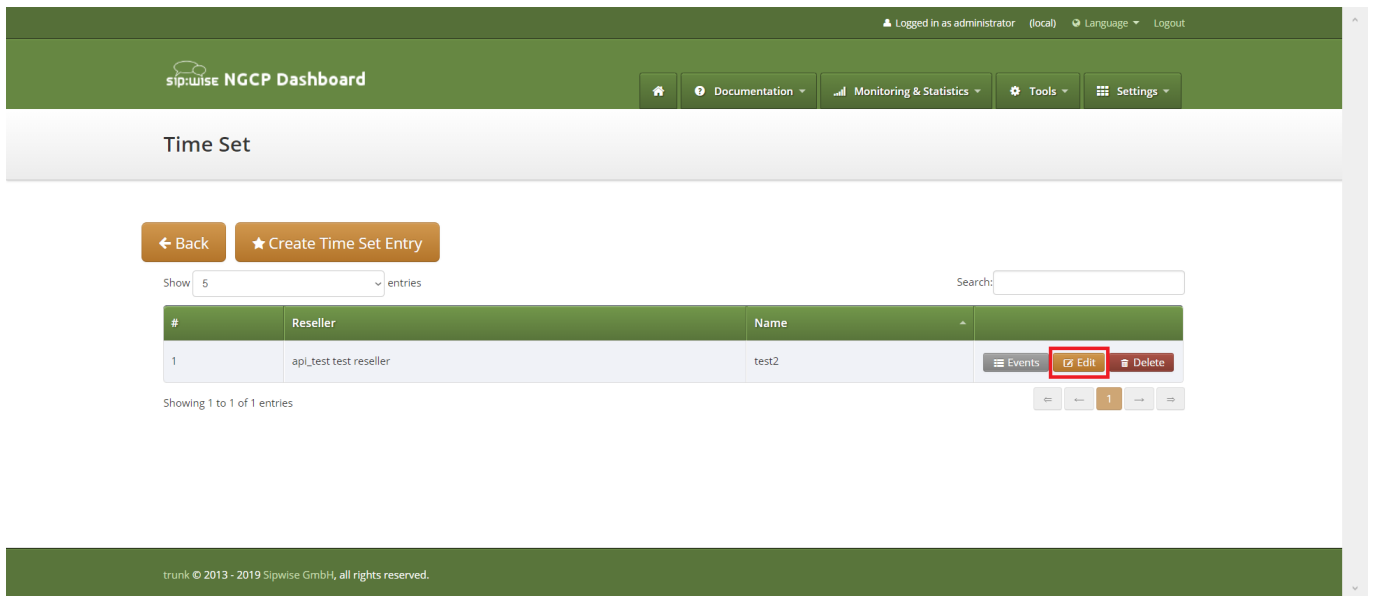 Logged in as administrator (local) Language Logout
sip:wise NGCP Dashboard
Documentation Monitoring & Statistics Tools Settings
Time Set
Back Create Time Set Entry
Show 5 entries Search:
# Reseller Name
1 api_test test reseller test2 Events Edit Delete
Showing 1 to 1 of 1 entries ⇐ ← 1 → ⇒
trunk © 2013 - 2019 Sipwise GmbH, all rights reserved.